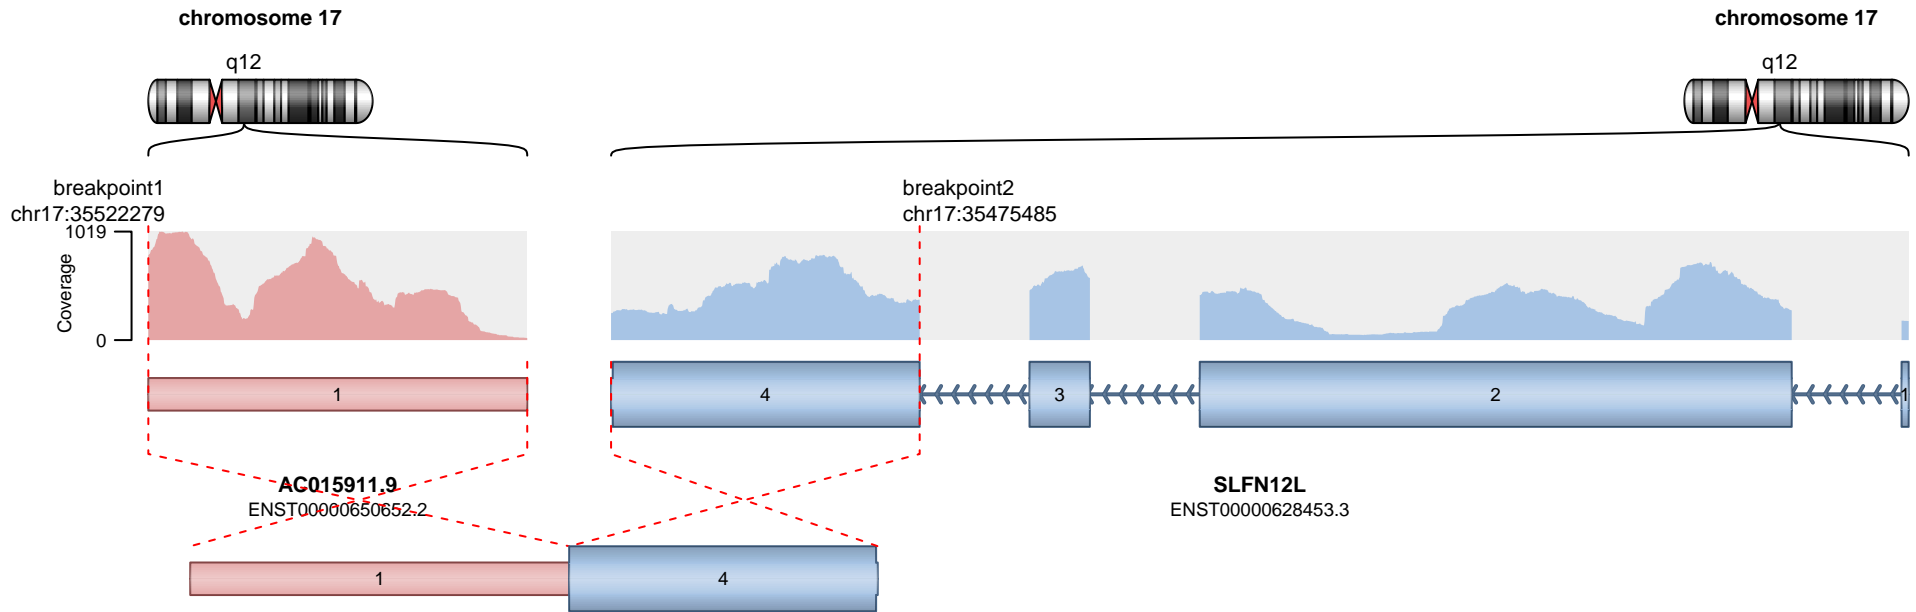 chromosome 17
chromosome 17
q12
q12
breakpoint1
chr17:35522279
breakpoint2
chr17:35475485
1019
Coverage
0
1
4
3
2
1
AC015911.9
ENST00000650652.2
SLFN12L
ENST00000628453.3
1
4